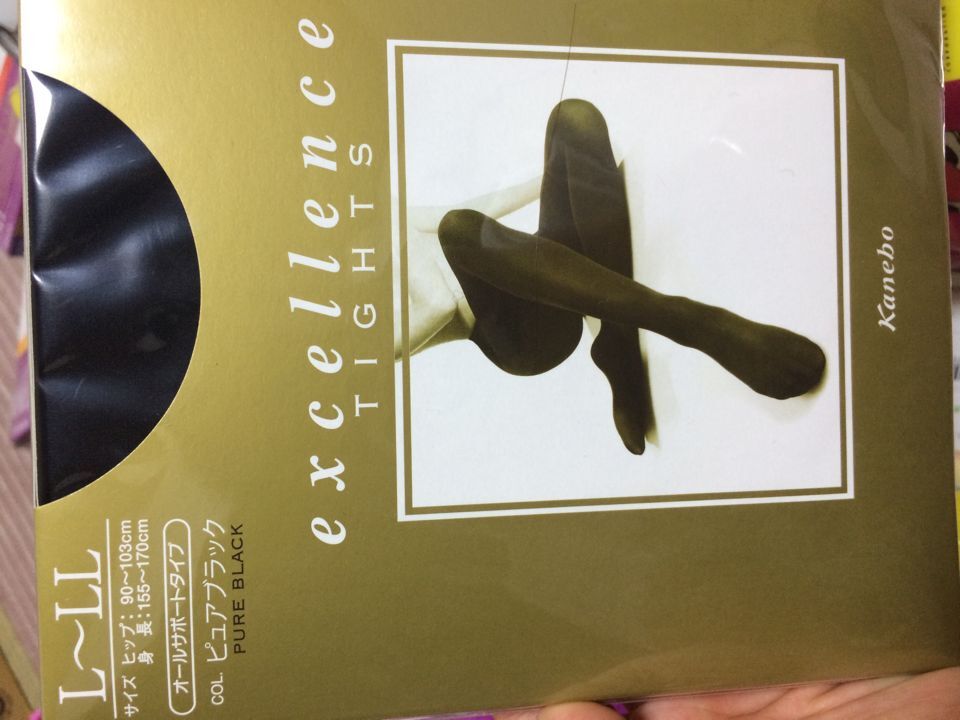 excellence
TIGHTS
Kanebo
L～LL
サイズ ヒップ：90～103cm
身 長：155～170cm
オールサポートタイプ
COL. ピュアブラック
PURE BLACK